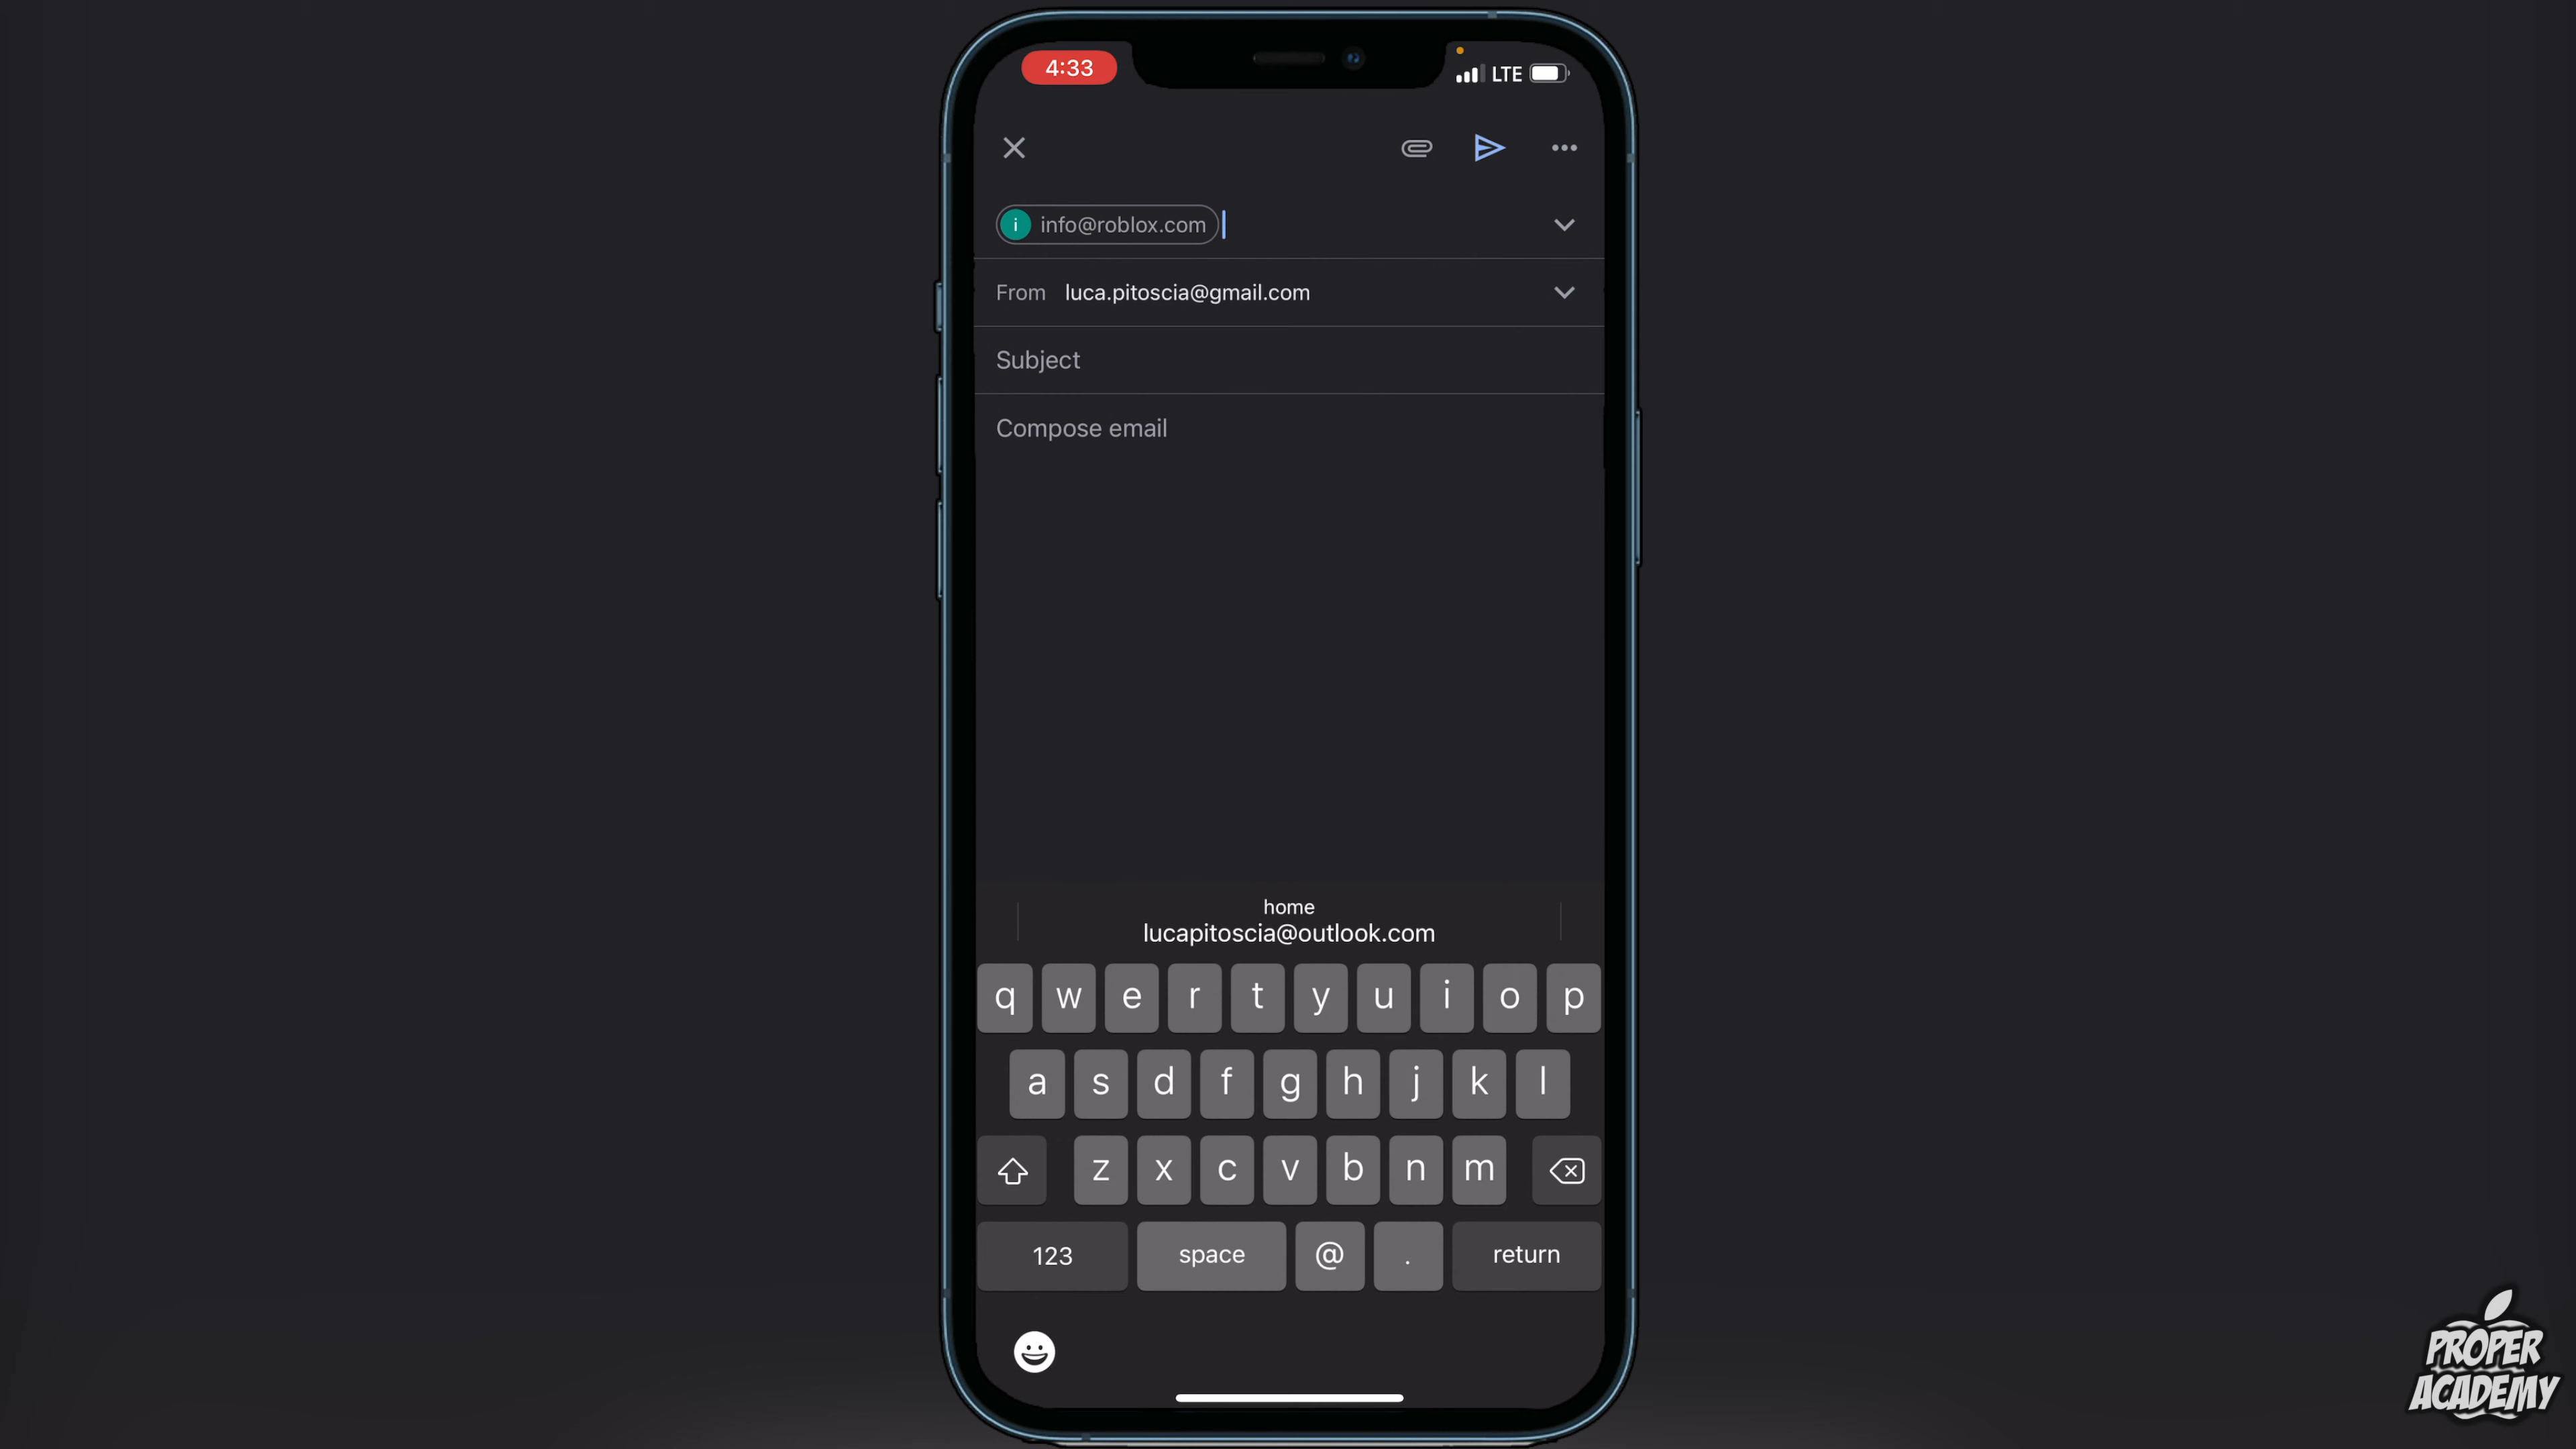 4:33
LTE
i info@roblox.com
From luca.pitoscia@gmail.com
Subject
Compose email
home
lucapitoscia@outlook.com
q w e r t y u i o p
a s d f g h j k l
z x c v b n m
123 space @ . return
PROPER
ACADEMY